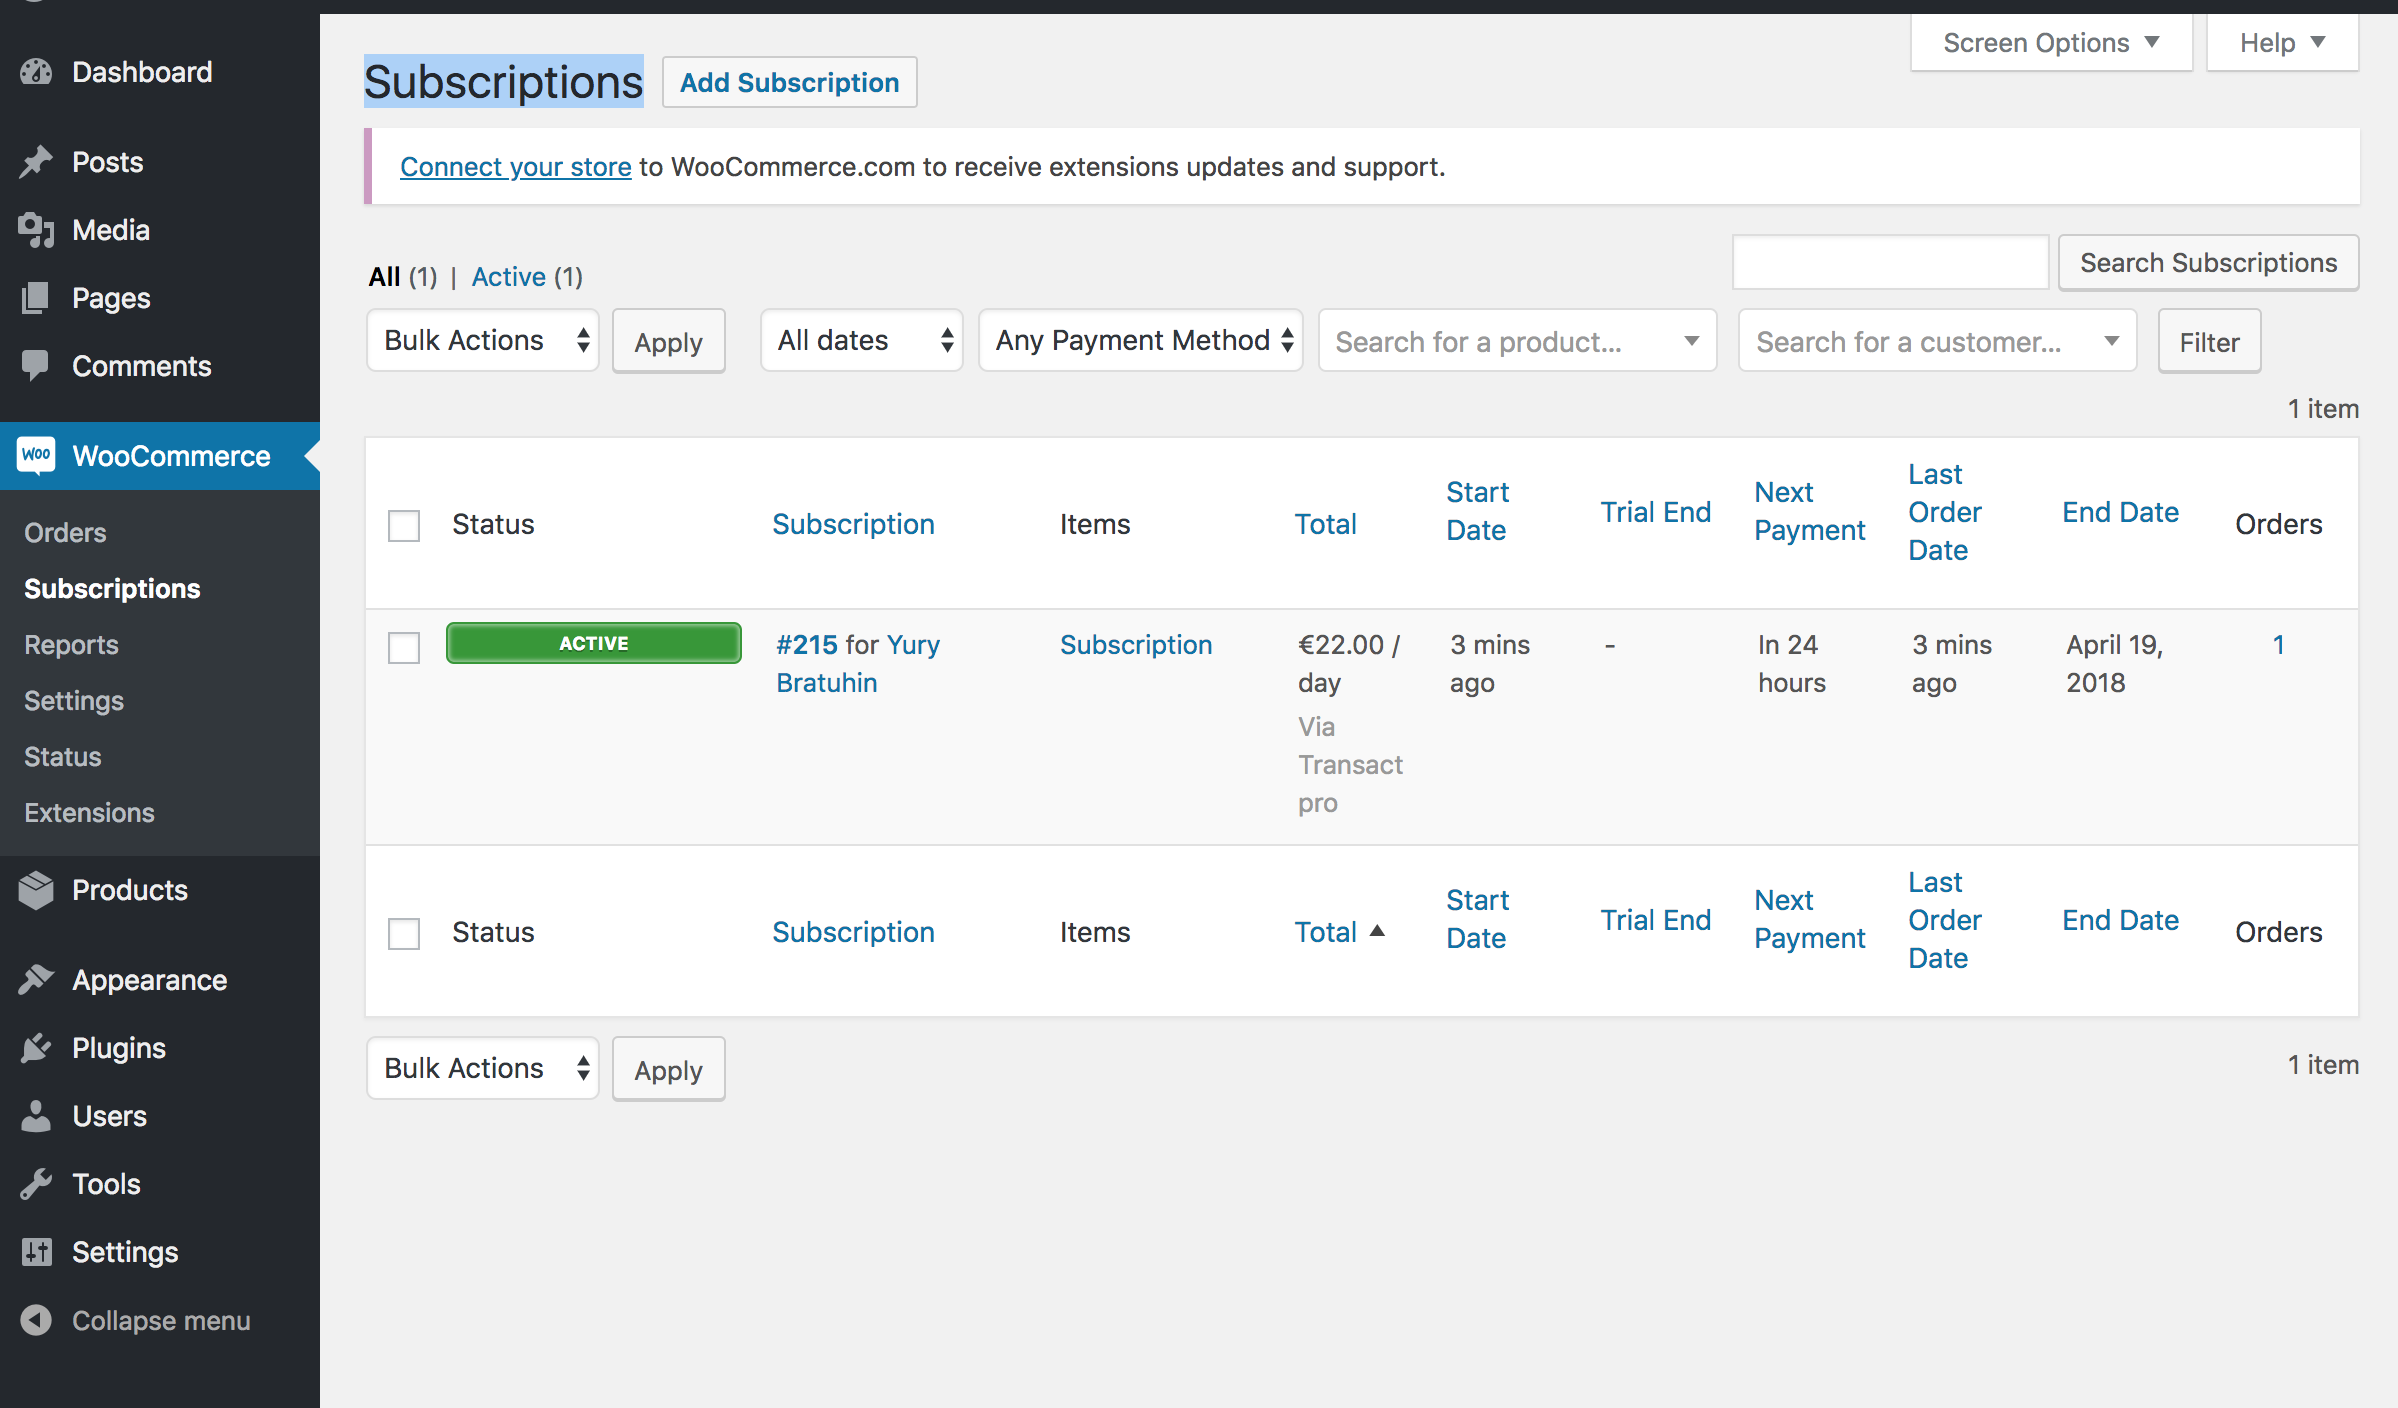 Dashboard
Posts
Media
Pages
Comments
Woo WooCommerce
Orders
Subscriptions
Reports
Settings
Status
Extensions
Products
Appearance
Plugins
Users
Tools
Settings
Collapse menu
Screen Options Help
Subscriptions Add Subscription
Connect your store to WooCommerce.com to receive extensions updates and support.
All (1) | Active (1) Search Subscriptions
Bulk Actions Apply All dates Any Payment Method Search for a product... Search for a customer... Filter
1 item
Status Subscription Items Total Start Date Trial End Next Payment Last Order Date End Date Orders
ACTIVE #215 for Yury Bratuhin Subscription €22.00 / day Via Transact pro 3 mins ago - In 24 hours 3 mins ago April 19, 2018 1
Status Subscription Items Total Start Date Trial End Next Payment Last Order Date End Date Orders
Bulk Actions Apply 1 item